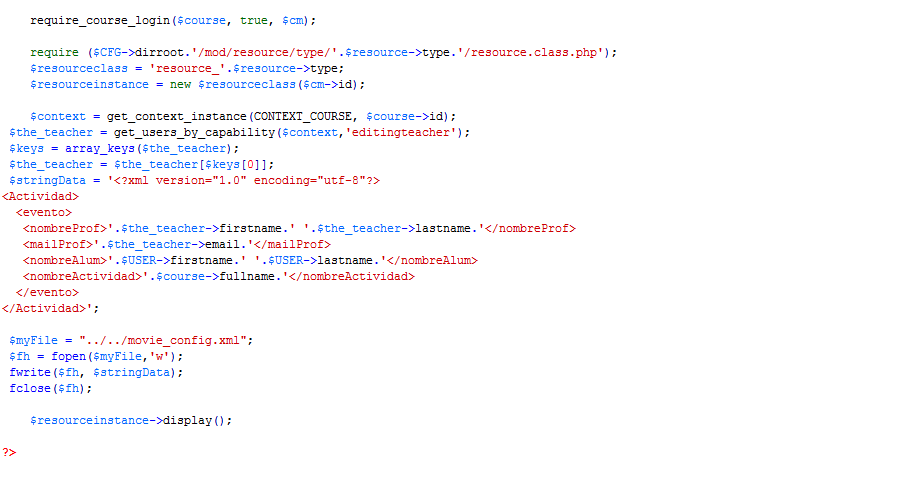 require_course_login($course, true, $cm);
require ($CFG->dirroot.'/mod/resource/type/'.$resource->type.'/resource.class.php');
$resourceclass = 'resource_'.$resource->type;
$resourceinstance = new $resourceclass($cm->id);
$context = get_context_instance(CONTEXT_COURSE, $course->id);
$the_teacher = get_users_by_capability($context,'editingteacher');
$keys = array_keys($the_teacher);
$the_teacher = $the_teacher[$keys[0]];
$stringData = '<?xml version="1.0" encoding="utf-8"?>
<Actividad>
<evento>
<nombreProf>'.$the_teacher->firstname.' '.$the_teacher->lastname.'</nombreProf>
<mailProf>'.$the_teacher->email.'</mailProf>
<nombreAlum>'.$USER->firstname.' '.$USER->lastname.'</nombreAlum>
<nombreActividad>'.$course->fullname.'</nombreActividad>
</evento>
</Actividad>';
$myFile = "../../movie_config.xml";
$fh = fopen($myFile,'w');
fwrite($fh, $stringData);
fclose($fh);
$resourceinstance->display();
?>